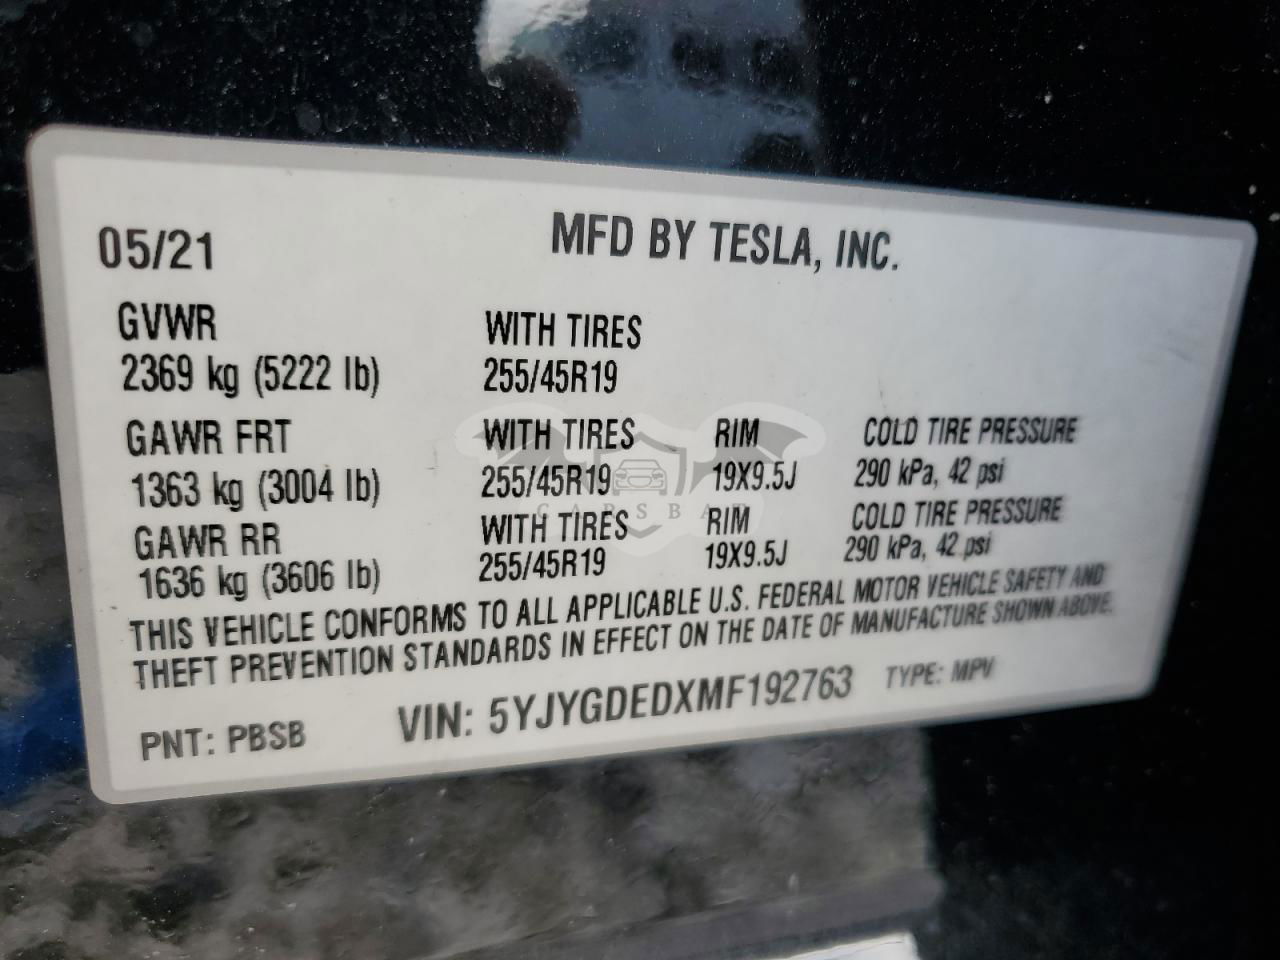 05/21 MFD BY TESLA, INC.
GVWR WITH TIRES
2369 kg (5222 lb) 255/45R19
GAWR FRT WITH TIRES RIM COLD TIRE PRESSURE
1363 kg (3004 lb) 255/45R19 19X9.5J 290 kPa, 42 psi
GAWR RR WITH TIRES RIM COLD TIRE PRESSURE
1636 kg (3606 lb) 255/45R19 19X9.5J 290 kPa, 42 psi
THIS VEHICLE CONFORMS TO ALL APPLICABLE U.S. FEDERAL MOTOR VEHICLE SAFETY AND
THEFT PREVENTION STANDARDS IN EFFECT ON THE DATE OF MANUFACTURE SHOWN ABOVE.
PNT: PBSB VIN: 5YJYGDEDXMF192763 TYPE: MPV